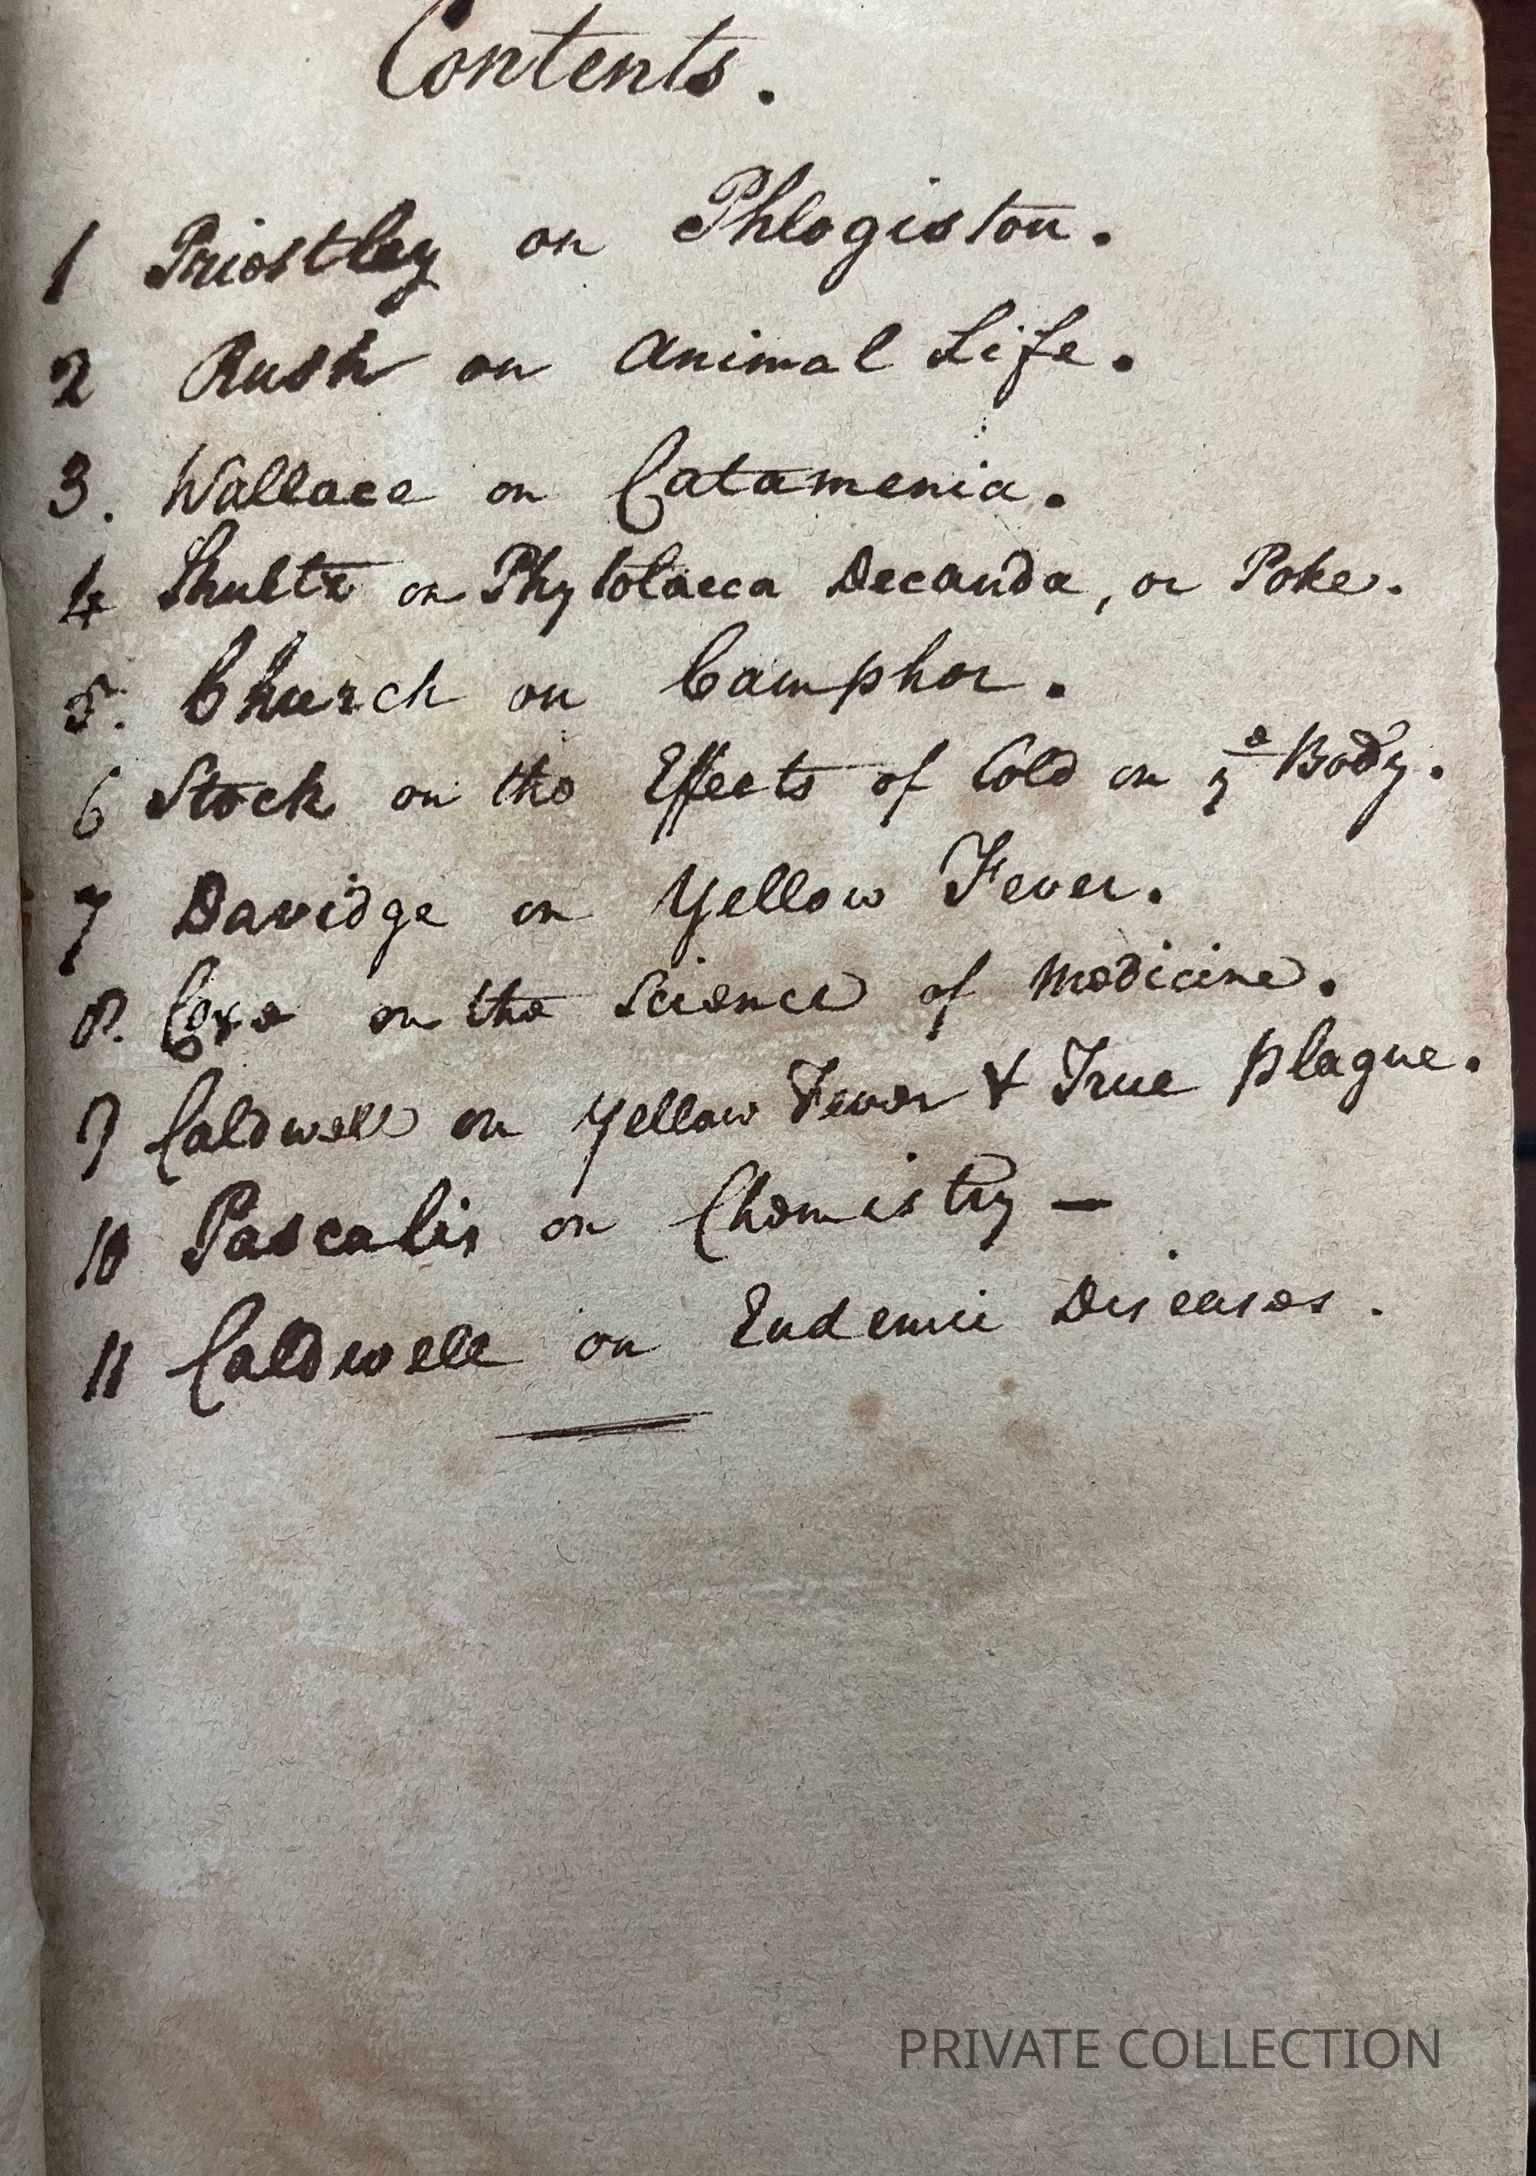 Contents.
1 Priestley on Phlogiston.
2 Rush on Animal Life.
3. Wallace on Catamenia.
4 Shultz on Phytolacca Decanda, or Poke.
5. Church on Camphor.
6 Stock on the Effects of Cold on yᵉ Body.
7 Davidge on Yellow Fever.
8. Coxe on the Science of Medicine.
9 Caldwell on Yellow Fever & True Plague.
10 Pascalis on Chemistry —
11 Caldwell on Endemic Diseases.
PRIVATE COLLECTION